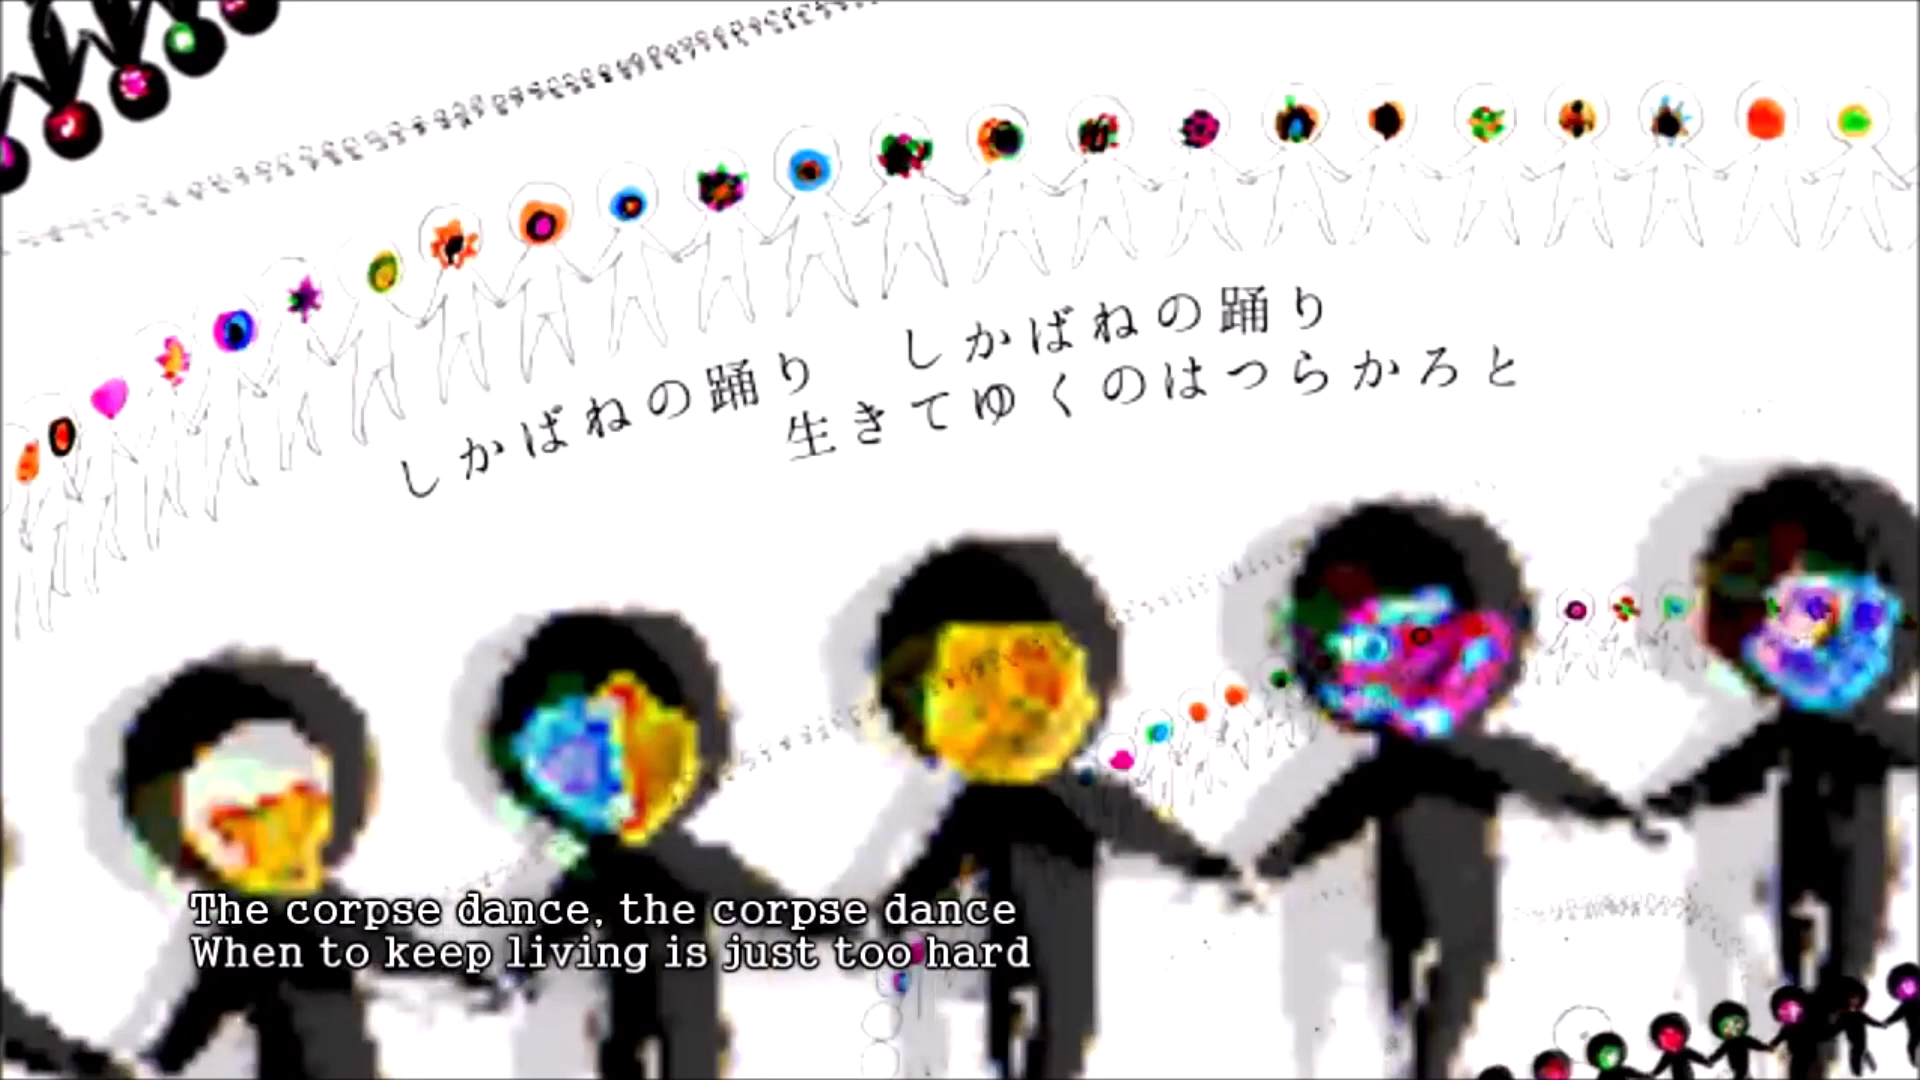 しかばねの踊り　しかばねの踊り
生きてゆくのはつらかろと
The corpse dance, the corpse dance
When to keep living is just too hard